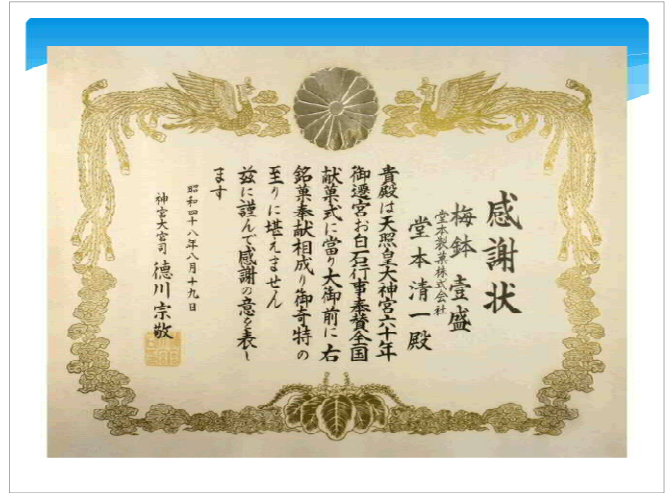 感謝状
梅鉢 壹盛
堂本製菓株式会社
堂本清一殿
貴殿は天照皇大神宮六十年
御遷宮お白石行事奉賛全国
献菓式に當り大御前に右
銘菓奉献相成り御奇特の
至りに堪えません
茲に謹んで感謝の意を表し
ます
昭和四十八年八月十九日
神宮大宮司 徳川宗敬